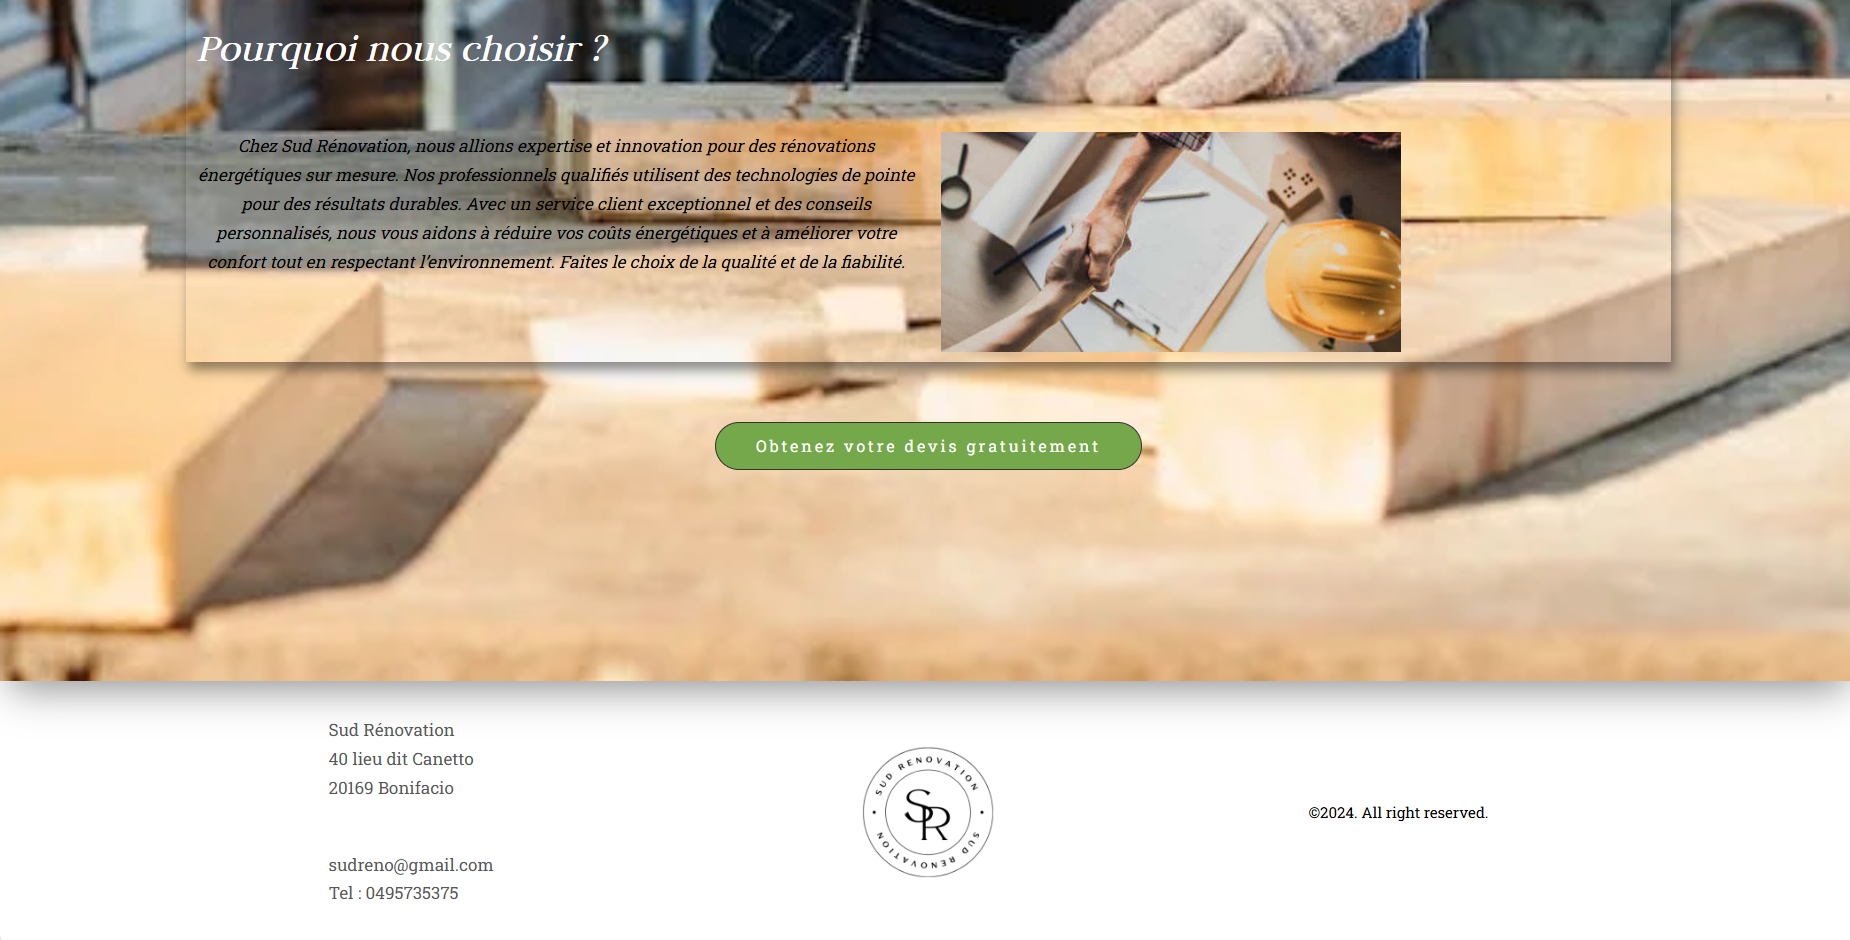 Pourquoi nous choisir ?
Chez Sud Rénovation, nous allions expertise et innovation pour des rénovations
énergétiques sur mesure. Nos professionnels qualifiés utilisent des technologies de pointe
pour des résultats durables. Avec un service client exceptionnel et des conseils
personnalisés, nous vous aidons à réduire vos coûts énergétiques et à améliorer votre
confort tout en respectant l’environnement. Faites le choix de la qualité et de la fiabilité.
Obtenez votre devis gratuitement
Sud Rénovation
40 lieu dit Canetto
20169 Bonifacio
sudreno@gmail.com
Tel : 0495735375
SUD RENOVATION
SR
SUD RENOVATION
©2024. All right reserved.